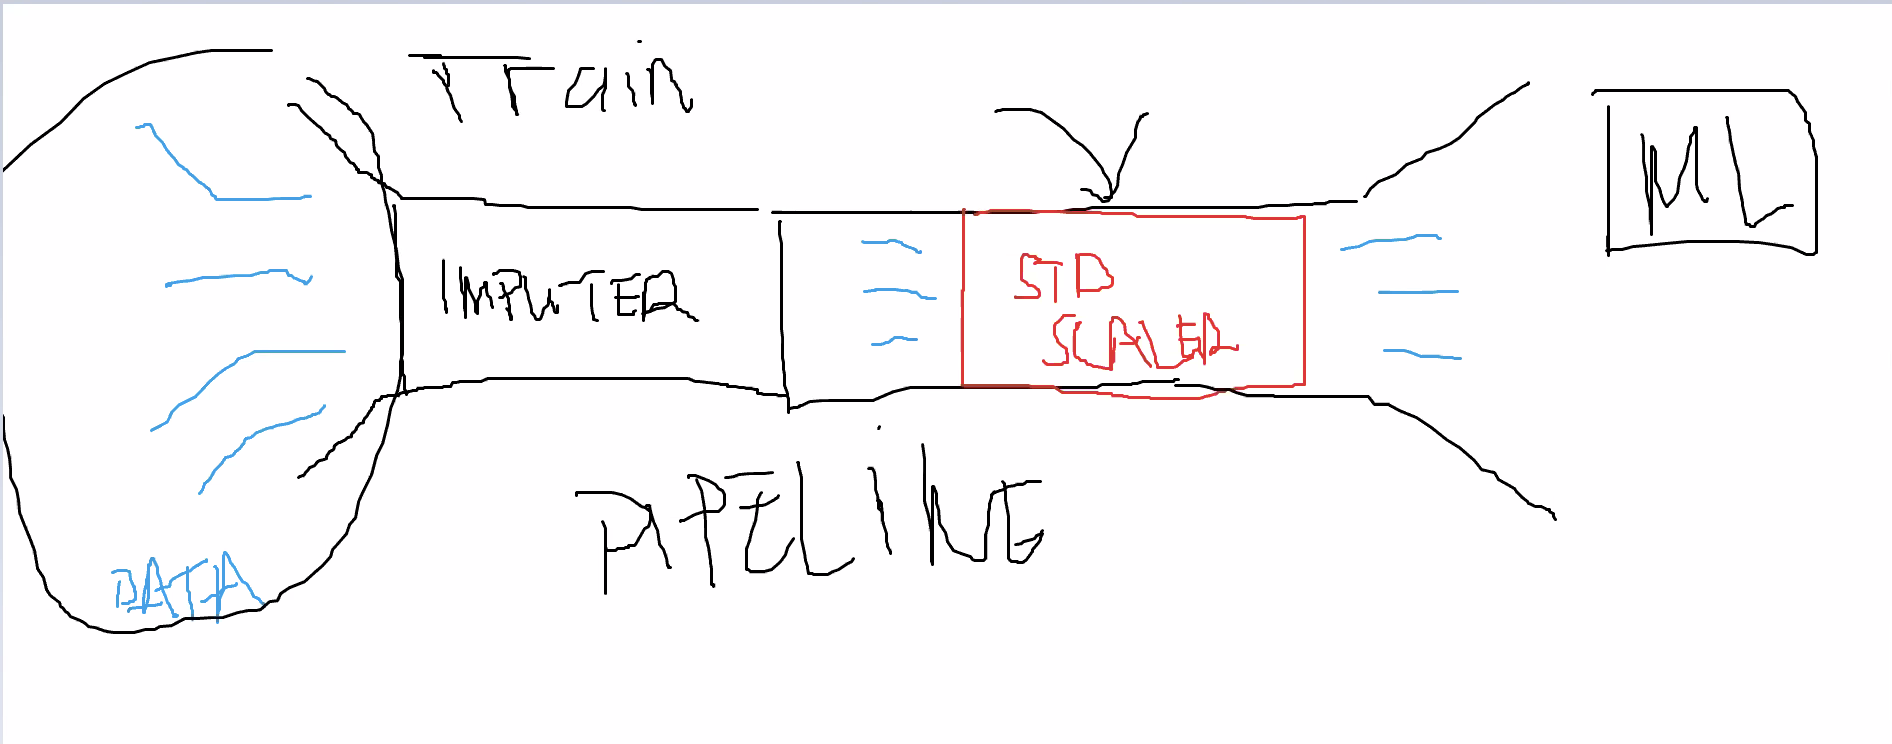 Train
ML
IMPUTER
STD
SCALER
PIPELINE
DATA